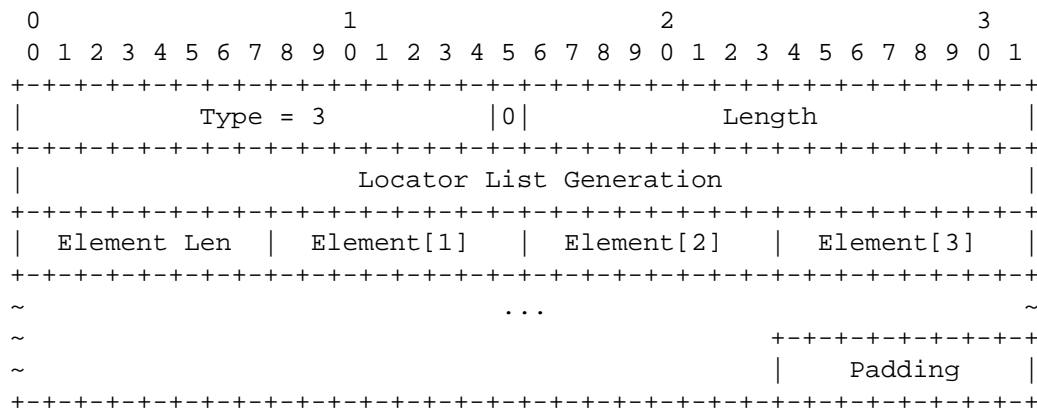 0                   1                   2                   3
 0 1 2 3 4 5 6 7 8 9 0 1 2 3 4 5 6 7 8 9 0 1 2 3 4 5 6 7 8 9 0 1
+-+-+-+-+-+-+-+-+-+-+-+-+-+-+-+-+-+-+-+-+-+-+-+-+-+-+-+-+-+-+-+-+
|           Type = 3          |0|            Length             |
+-+-+-+-+-+-+-+-+-+-+-+-+-+-+-+-+-+-+-+-+-+-+-+-+-+-+-+-+-+-+-+-+
|                     Locator List Generation                   |
+-+-+-+-+-+-+-+-+-+-+-+-+-+-+-+-+-+-+-+-+-+-+-+-+-+-+-+-+-+-+-+-+
|  Element Len  |  Element[1]   |  Element[2]   |  Element[3]   |
+-+-+-+-+-+-+-+-+-+-+-+-+-+-+-+-+-+-+-+-+-+-+-+-+-+-+-+-+-+-+-+-+
~                              ...                              ~
~                                               +-+-+-+-+-+-+-+-+
~                                               |    Padding    |
+-+-+-+-+-+-+-+-+-+-+-+-+-+-+-+-+-+-+-+-+-+-+-+-+-+-+-+-+-+-+-+-+